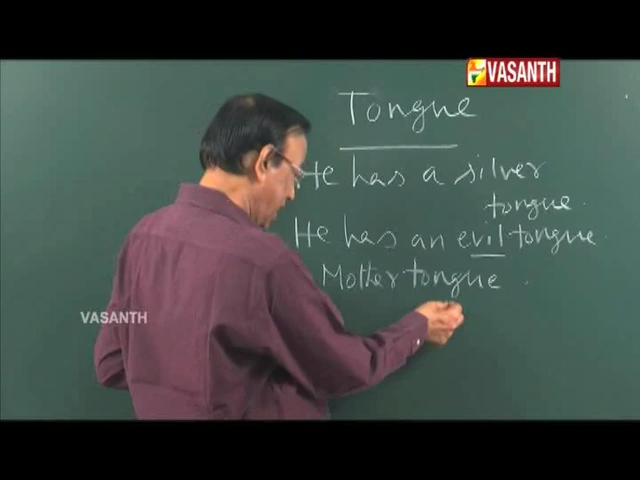 VASANTH
Tongue
He has a silver
tongue.
He has an evil tongue.
Mother tongue.
VASANTH